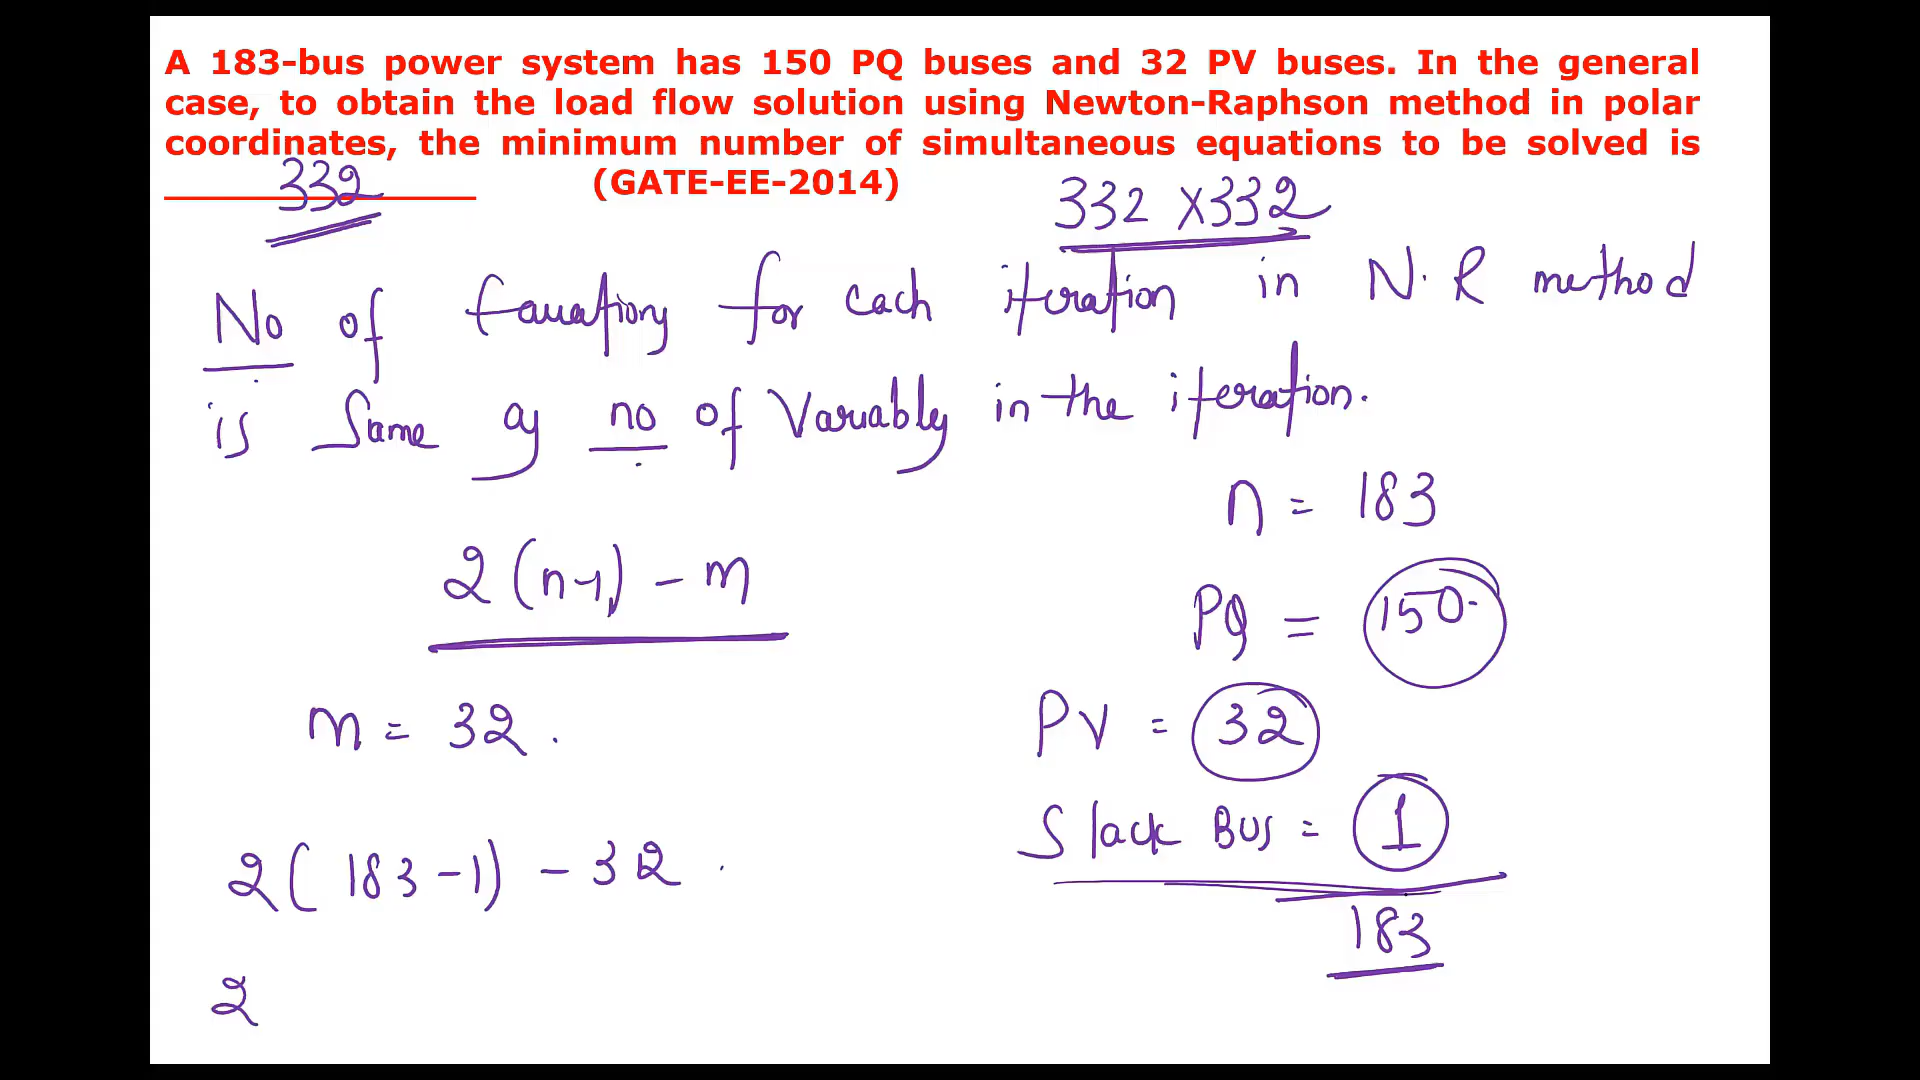 A 183-bus power system has 150 PQ buses and 32 PV buses. In the general
case, to obtain the load flow solution using Newton-Raphson method in polar
coordinates, the minimum number of simultaneous equations to be solved is
332 (GATE-EE-2014)
332 X 332
No of Equations for each iteration in N.R method
is Same as no of Variables in the iteration.
n = 183
2(n-1) - m
PQ = 150
m = 32.
PV = 32
Slack Bus = 1
2(183-1) - 32
183
2